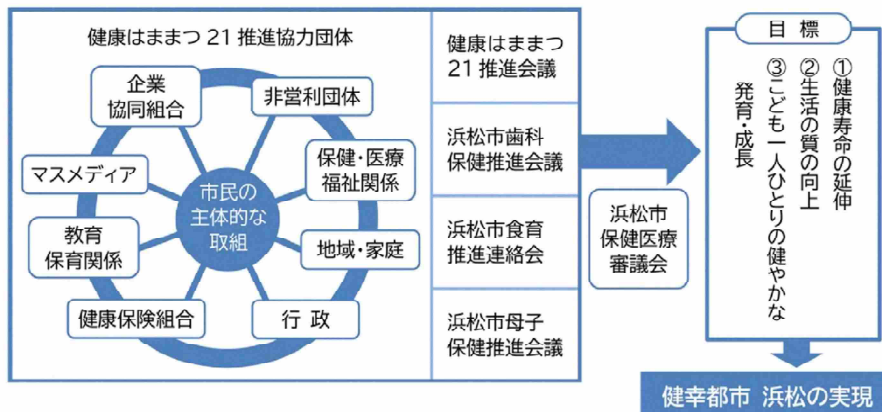 健康はままつ 21 推進協力団体
企業
協同組合
非営利団体
マスメディア
保健・医療
福祉関係
市民の
主体的な
取組
教育
保育関係
地域・家庭
健康保険組合
行 政
健康はままつ
21 推進会議
浜松市歯科
保健推進会議
浜松市食育
推進連絡会
浜松市母子
保健推進会議
浜松市
保健医療
審議会
目 標
①健康寿命の延伸
②生活の質の向上
③こども一人ひとりの健やかな
発育・成長
健幸都市 浜松の実現